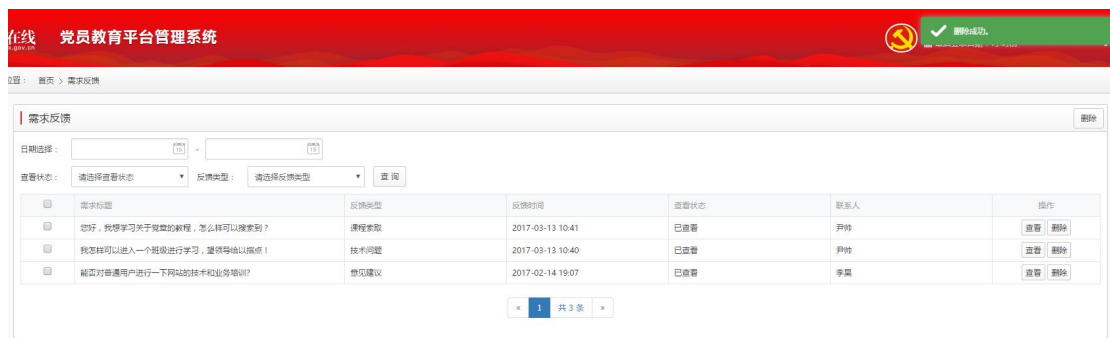 在线 党员教育平台管理系统
删除成功。
位置： 首页 > 需求反馈
需求反馈 删除
日期选择： -
查看状态： 请选择查看状态 反馈类型： 请选择反馈类型 查询
需求标题 反馈类型 反馈时间 查看状态 联系人 操作
您好，我想学习关于党章的教程，怎么样可以搜索到？ 课程索取 2017-03-13 10:41 已查看 尹帅 查看 删除
我怎样可以进入一个班级进行学习，望领导给以指点！ 技术问题 2017-03-13 10:40 已查看 尹帅 查看 删除
能否对普通用户进行一下网站的技术和业务培训? 意见建议 2017-02-14 19:07 已查看 李昊 查看 删除
« 1 共 3 条 »